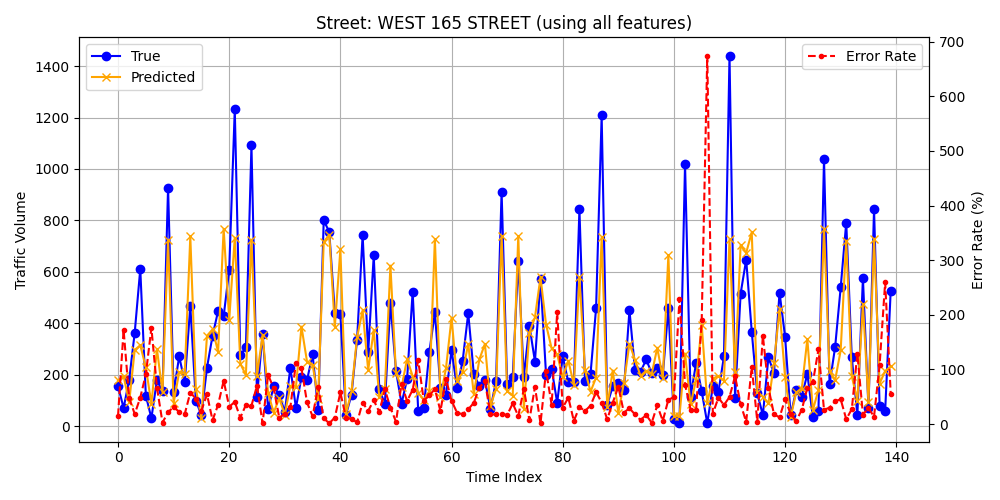 Street: WEST 165 STREET (using all features)
True
Predicted
Error Rate
Traffic Volume
1400
1200
1000
800
600
400
200
0
700
600
500
400
300
200
100
0
Error Rate (%)
0 20 40 60 80 100 120 140
Time Index